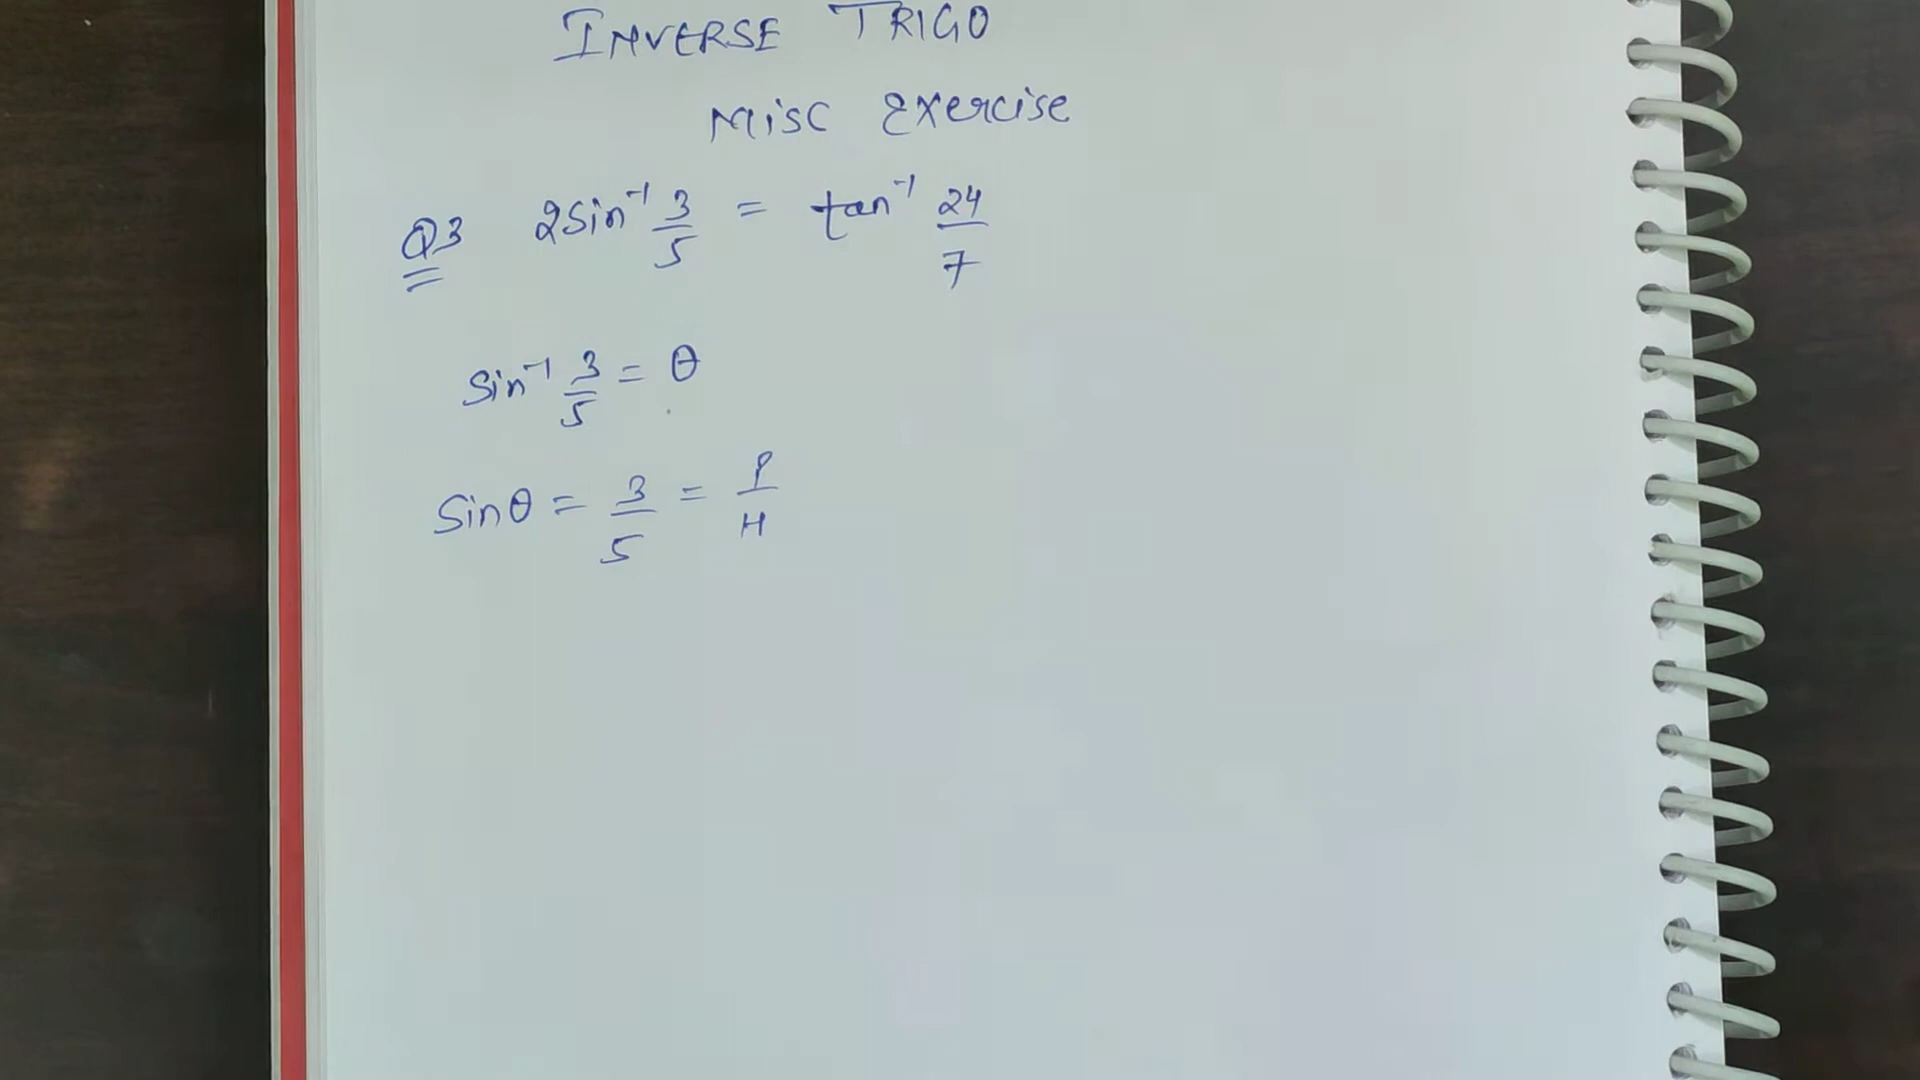 INVERSE TRIGO
Misc Exercise
Q3 2Sin⁻¹ 3/5 = tan⁻¹ 24/7
Sin⁻¹ 3/5 = θ
Sinθ = 3/5 = P/H